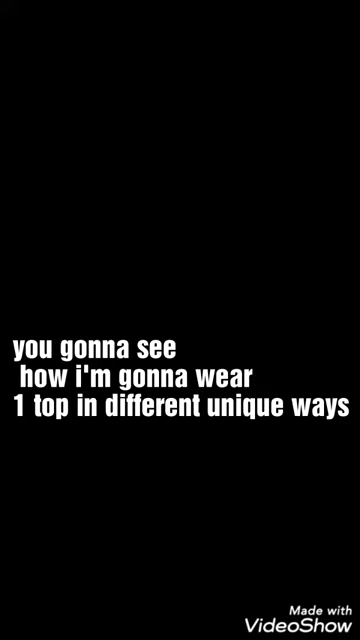 you gonna see
how i'm gonna wear
1 top in different unique ways
Made with
VideoShow